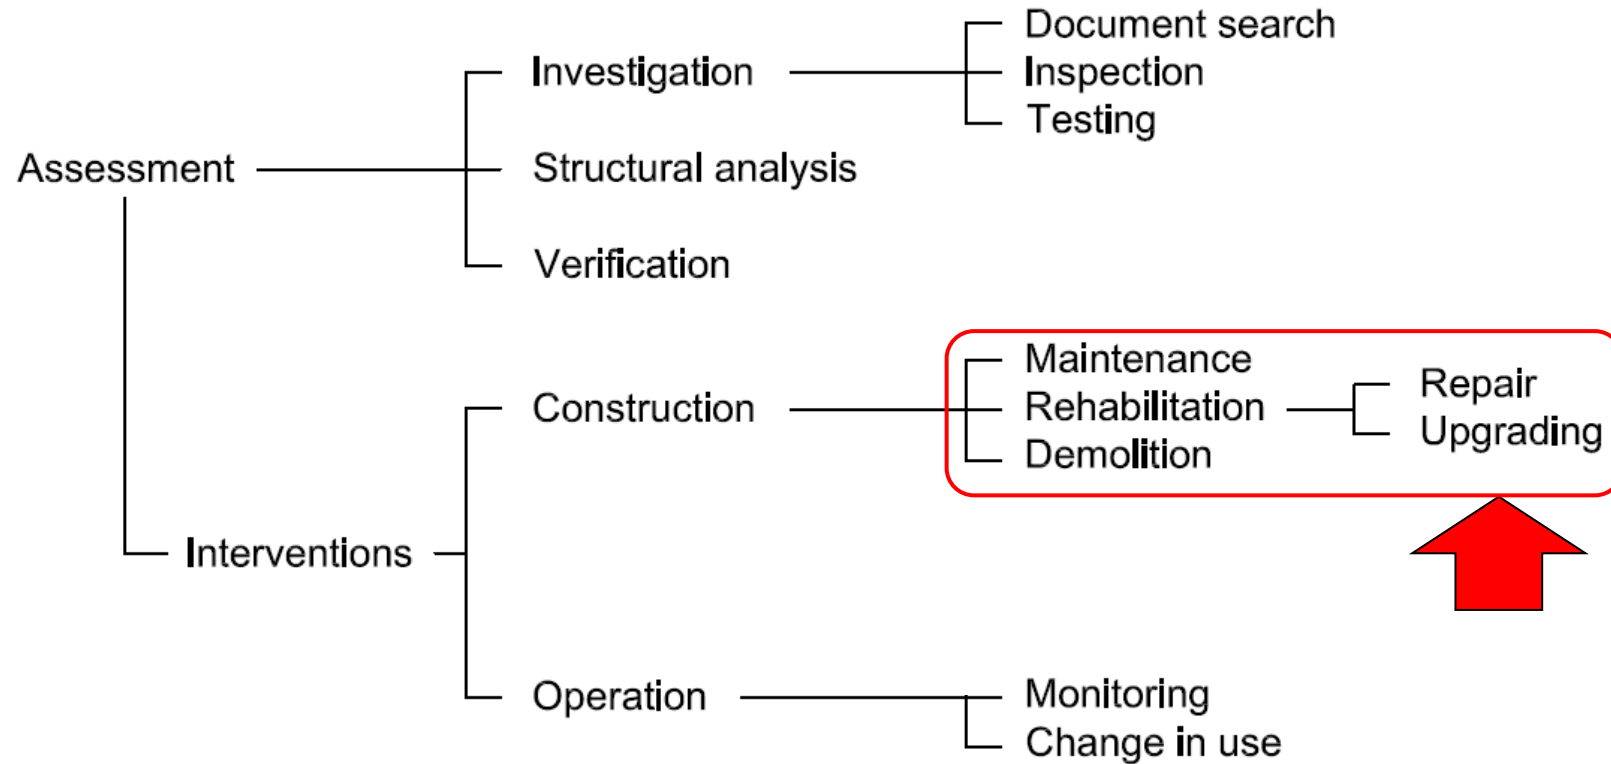 Document search
Investigation
Inspection
Testing
Assessment
Structural analysis
Verification
Maintenance
Construction
Rehabilitation
Repair
Upgrading
Demolition
Interventions
Operation
Monitoring
Change in use